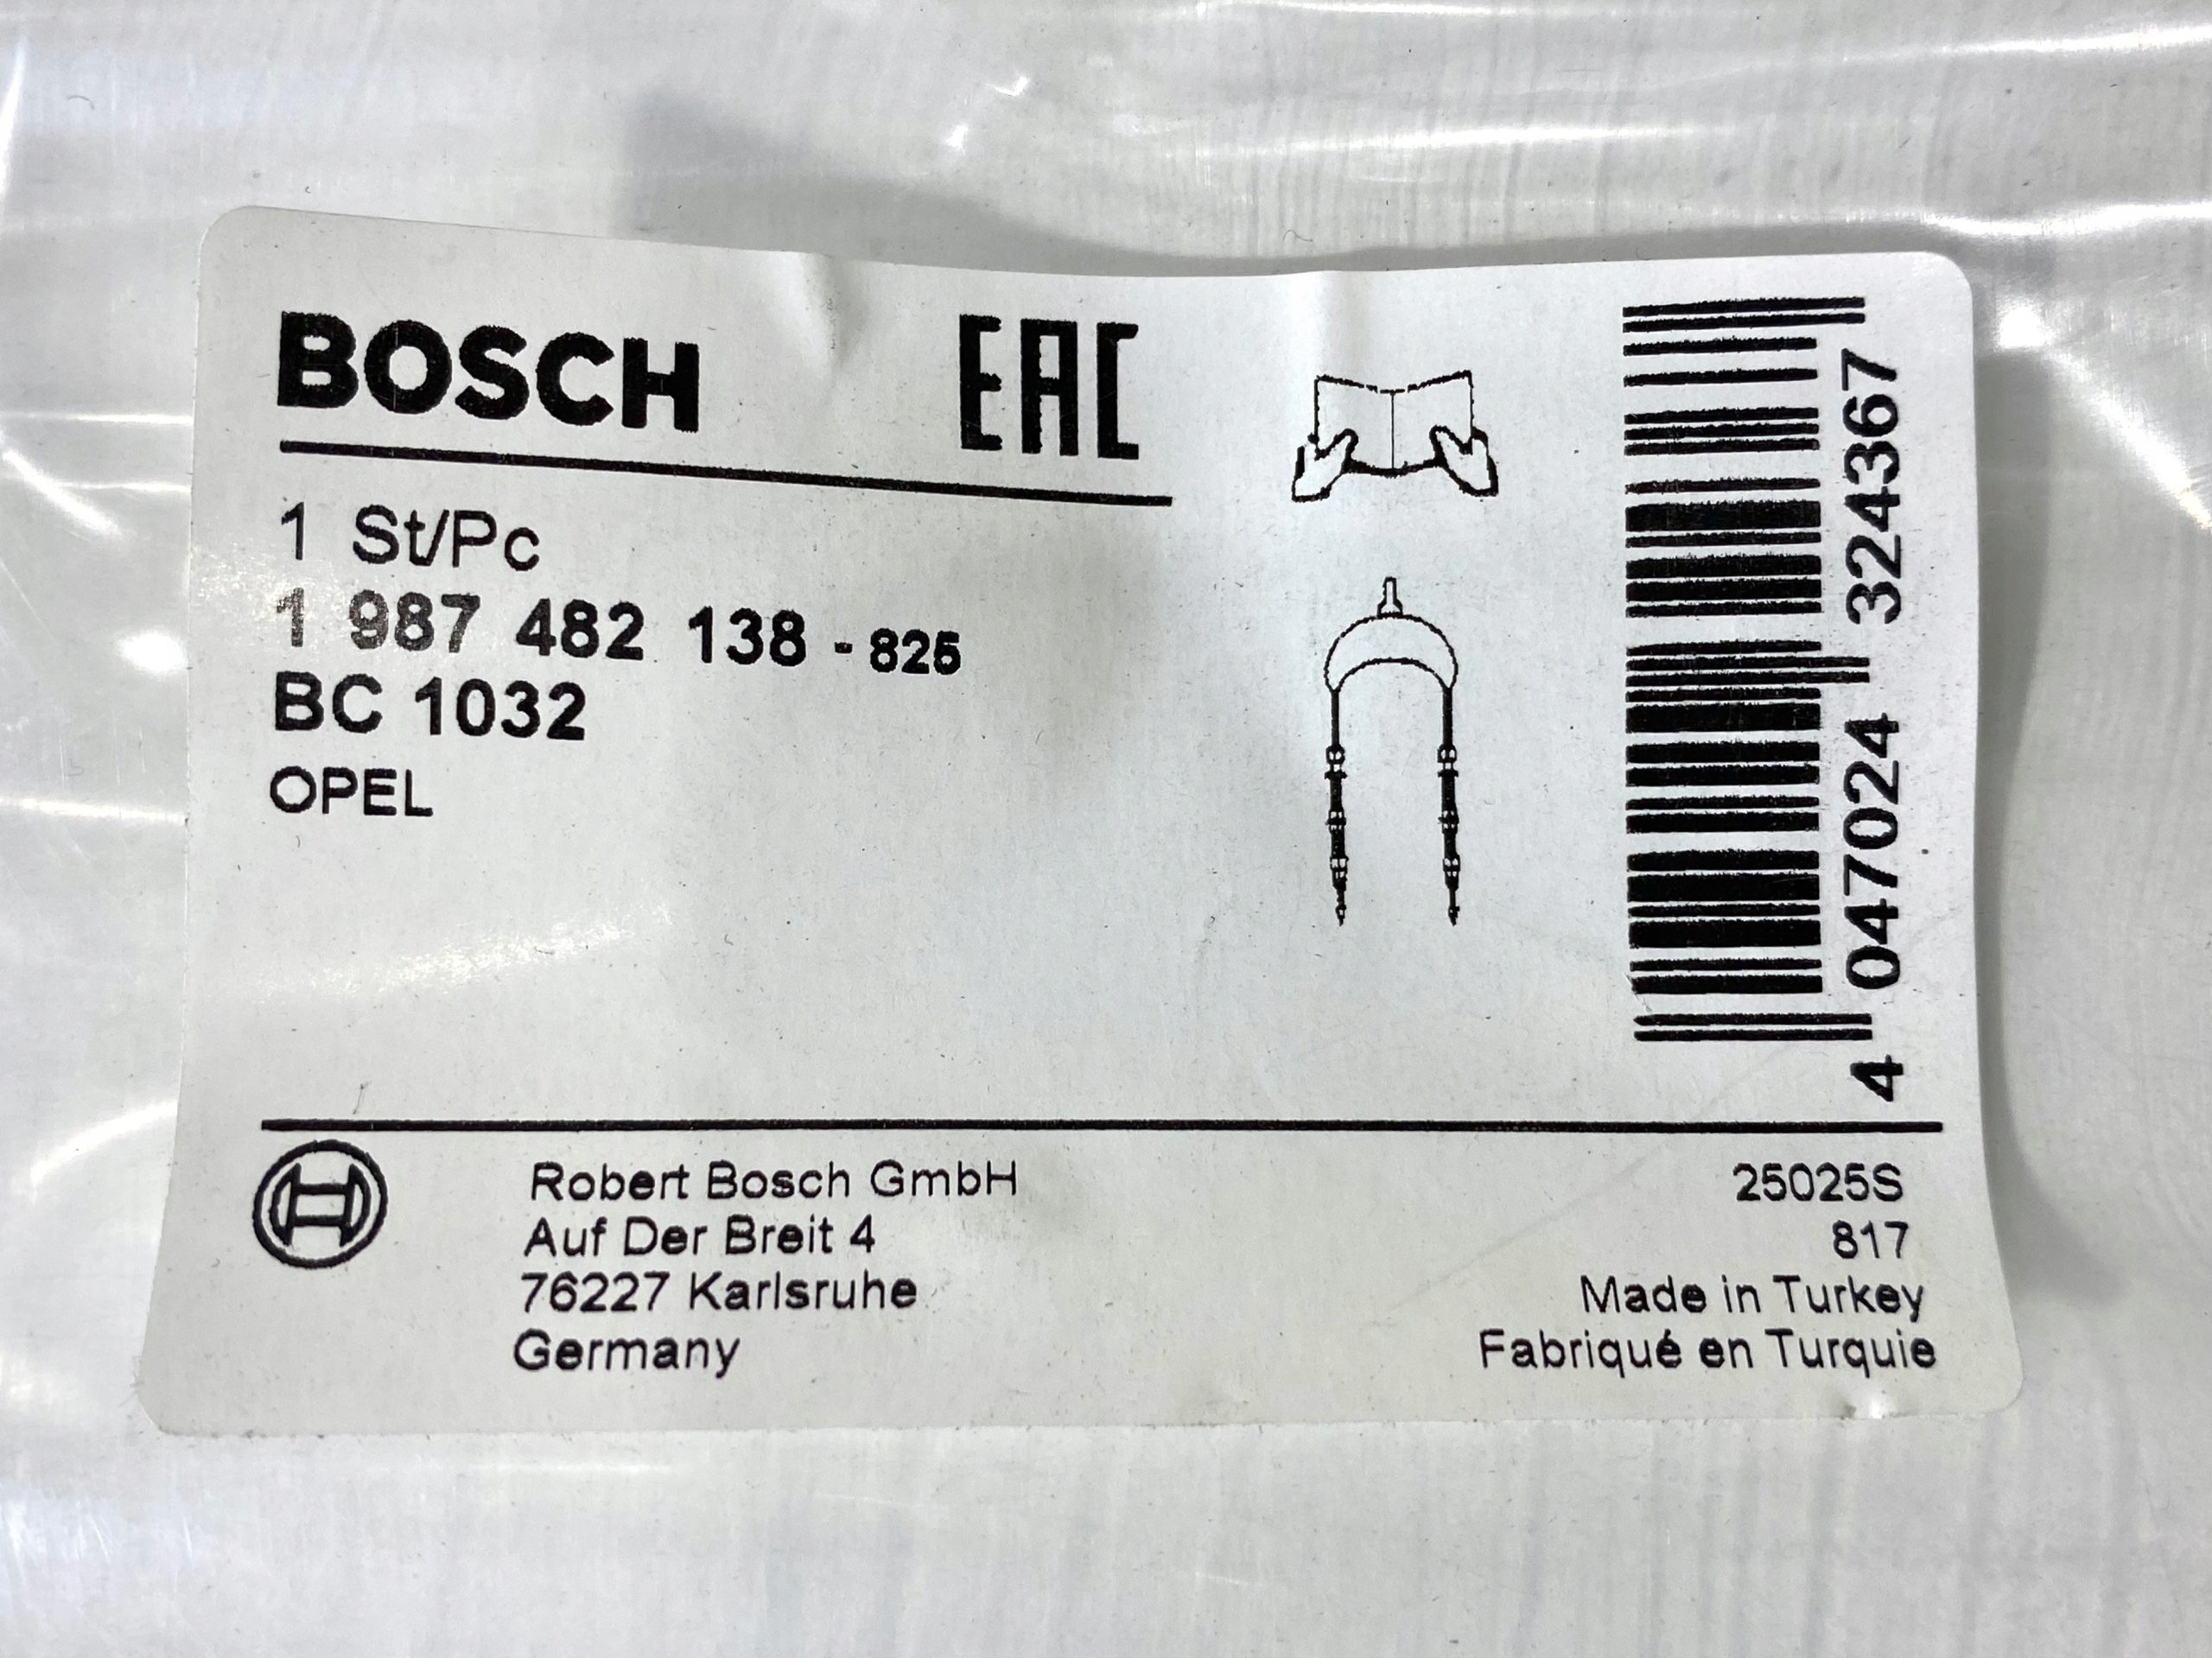 BOSCH EAC
1 St/Pc
1 987 482 138 - 825
BC 1032
OPEL
4 047024 324367
Robert Bosch GmbH
Auf Der Breit 4
76227 Karlsruhe
Germany
25025S
817
Made in Turkey
Fabriqué en Turquie